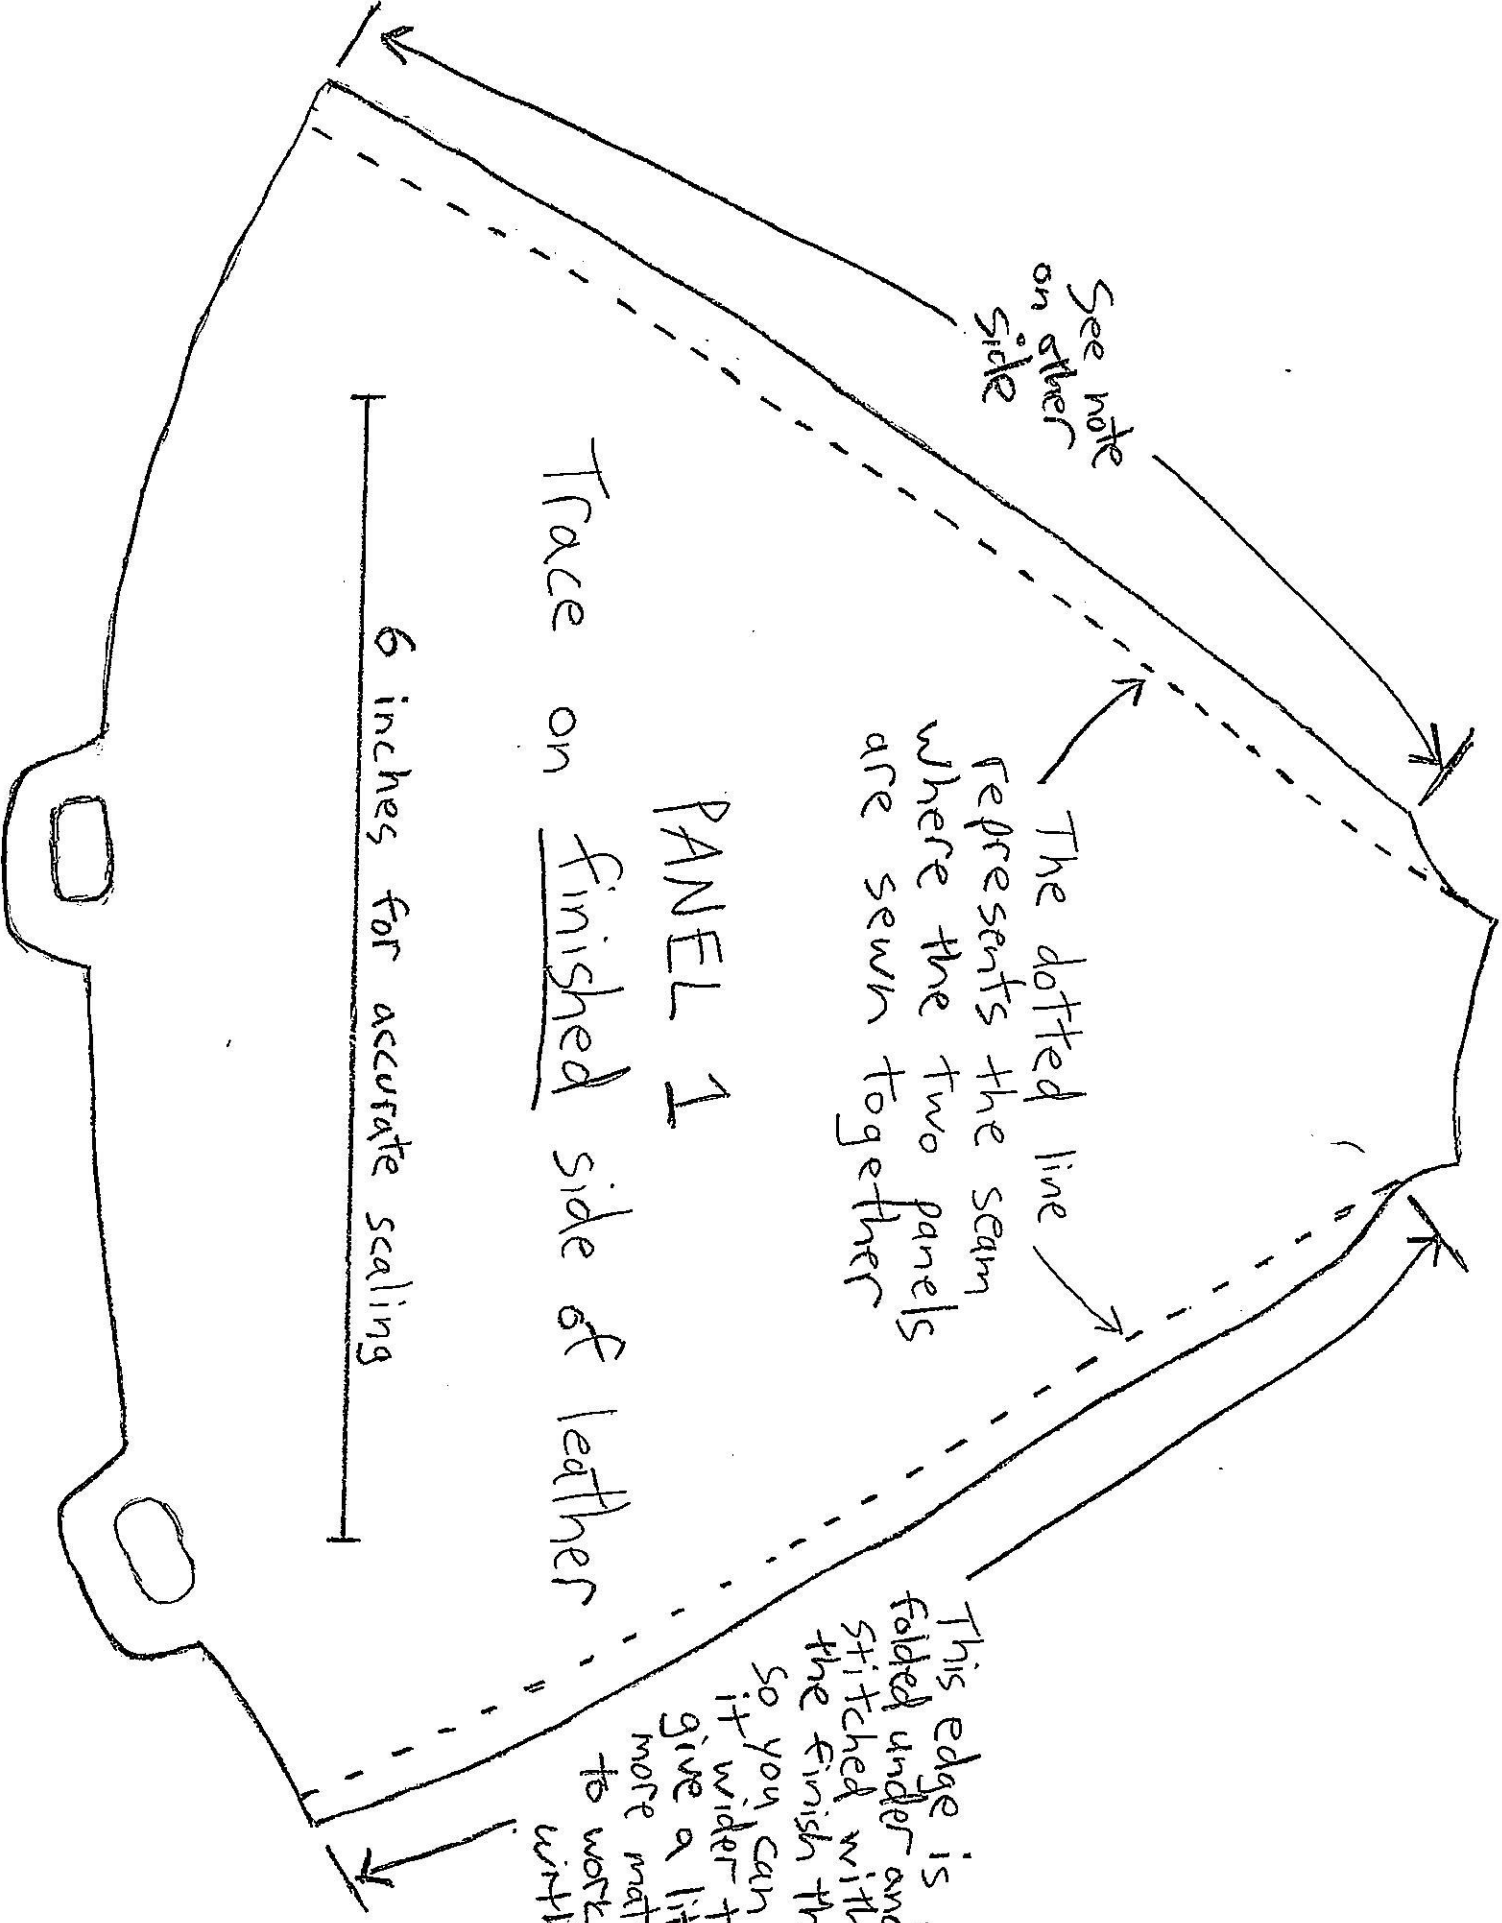 See note
on other
side
The dotted line
represents the seam
where the two panels
are sewn together
This edge is
folded under and
stitched with
the finish
so you can
it wider
give a
more
to work
with
PANEL 1
Trace on finished side of leather
6 inches for accurate scaling